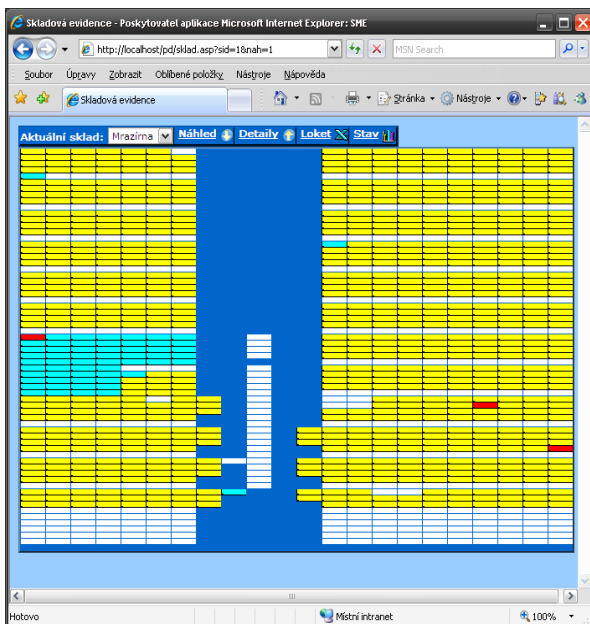 Skladová evidence - Poskytovatel aplikace Microsoft Internet Explorer: SME
http://localhost/pd/sklad.asp?sid=1&nah=1
MSN Search
Soubor Úpravy Zobrazit Oblíbené položky Nástroje Nápověda
Skladová evidence Stránka Nástroje
Aktuální sklad: Mrazírna Náhled Detaily Loket Stav
Hotovo Místní intranet 100%